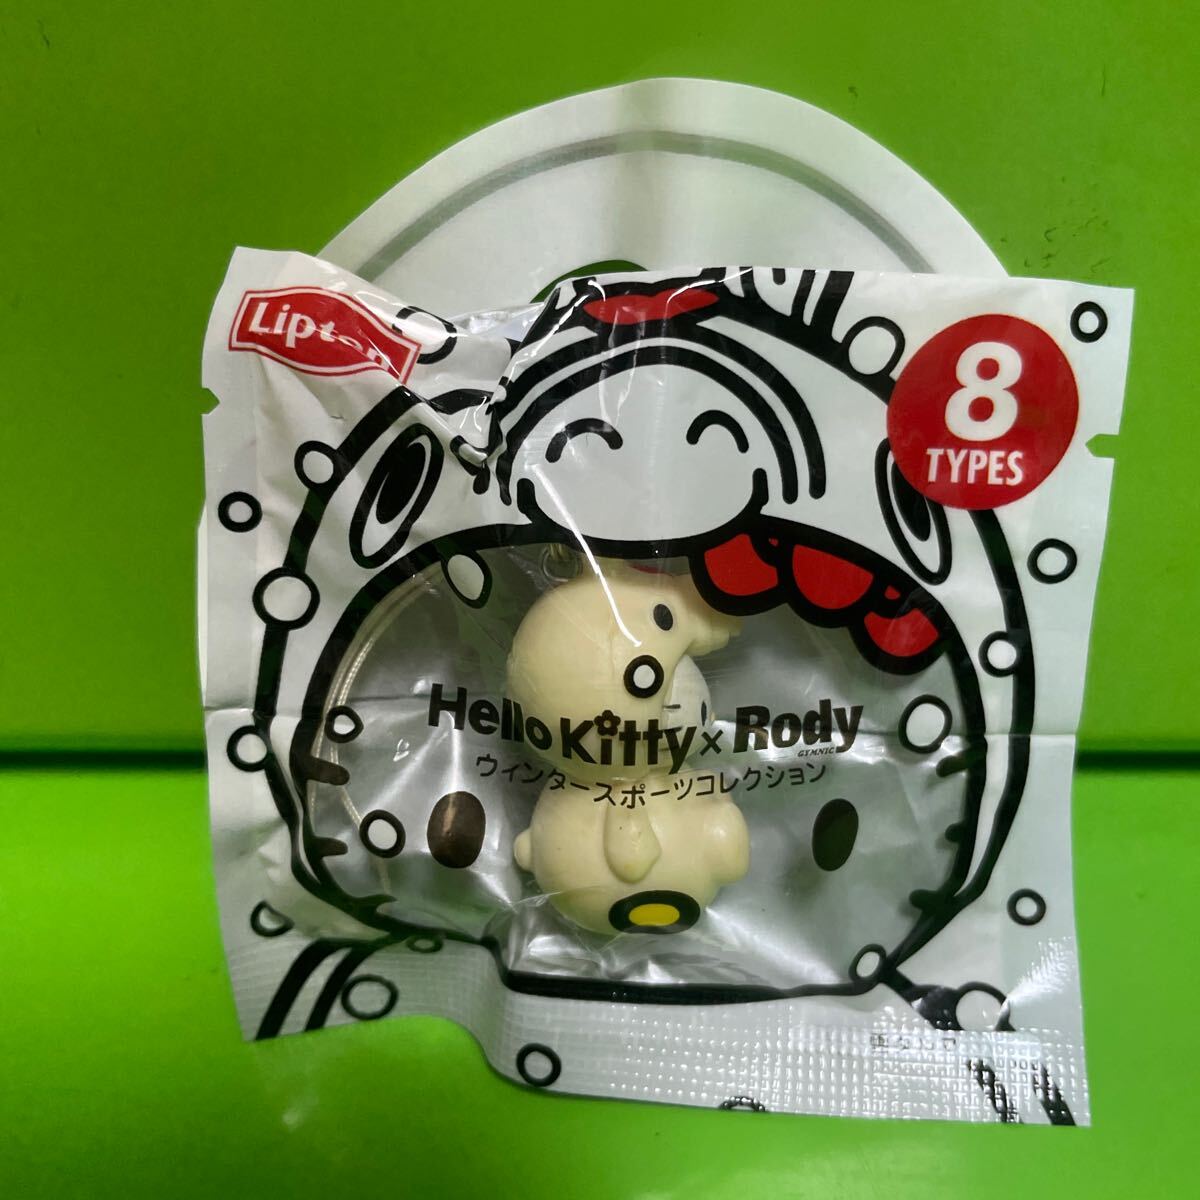 Lipton
8
TYPES
Hello Kitty × Rody
GYMNIC
ウィンタースポーツコレクション